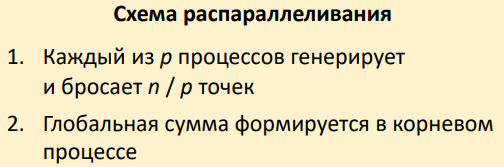 Схема распараллеливания
1. Каждый из p процессов генерирует
и бросает n / p точек
2. Глобальная сумма формируется в корневом
процессе